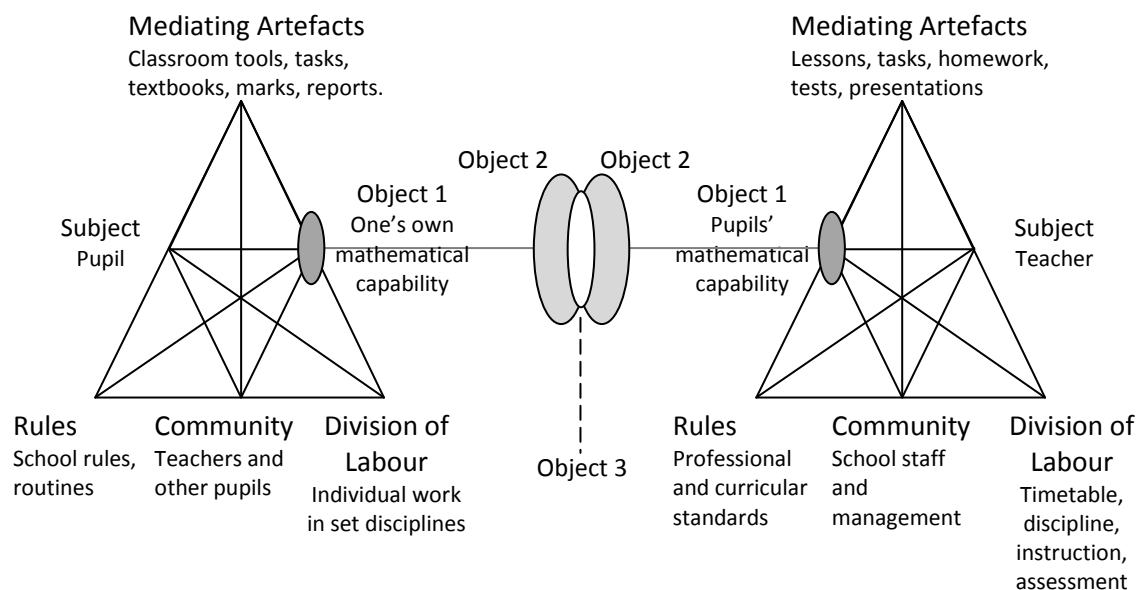 Mediating Artefacts
Classroom tools, tasks,
textbooks, marks, reports.
Mediating Artefacts
Lessons, tasks, homework,
tests, presentations
Object 2
Object 2
Subject
Pupil
Object 1
One’s own
mathematical
capability
Object 1
Pupils’
mathematical
capability
Subject
Teacher
Rules
School rules,
routines
Community
Teachers and
other pupils
Division of
Labour
Individual work
in set disciplines
Object 3
Rules
Professional
and curricular
standards
Community
School staff
and
management
Division of
Labour
Timetable,
discipline,
instruction,
assessment